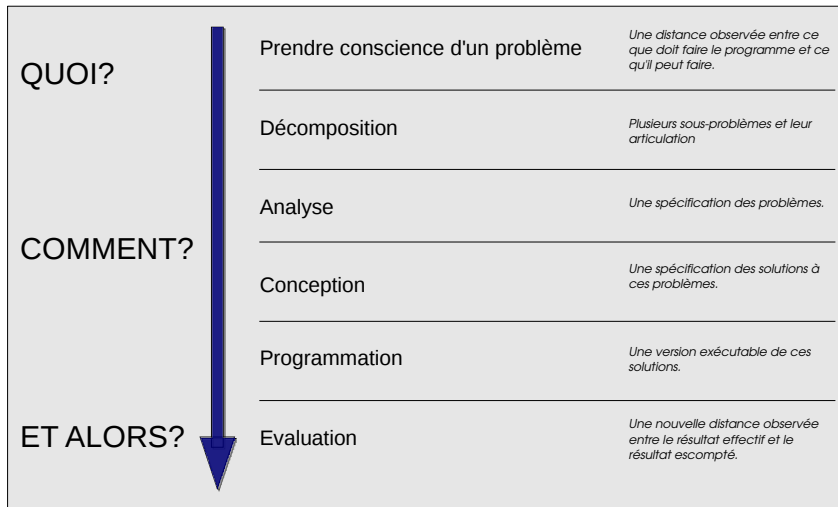 QUOI?
Prendre conscience d'un problème
Une distance observée entre ce
que doit faire le programme et ce
qu'il peut faire.
Décomposition
Plusieurs sous-problèmes et leur
articulation
COMMENT?
Analyse
Une spécification des problèmes.
Conception
Une spécification des solutions à
ces problèmes.
Programmation
Une version exécutable de ces
solutions.
ET ALORS?
Evaluation
Une nouvelle distance observée
entre le résultat effectif et le
résultat escompté.